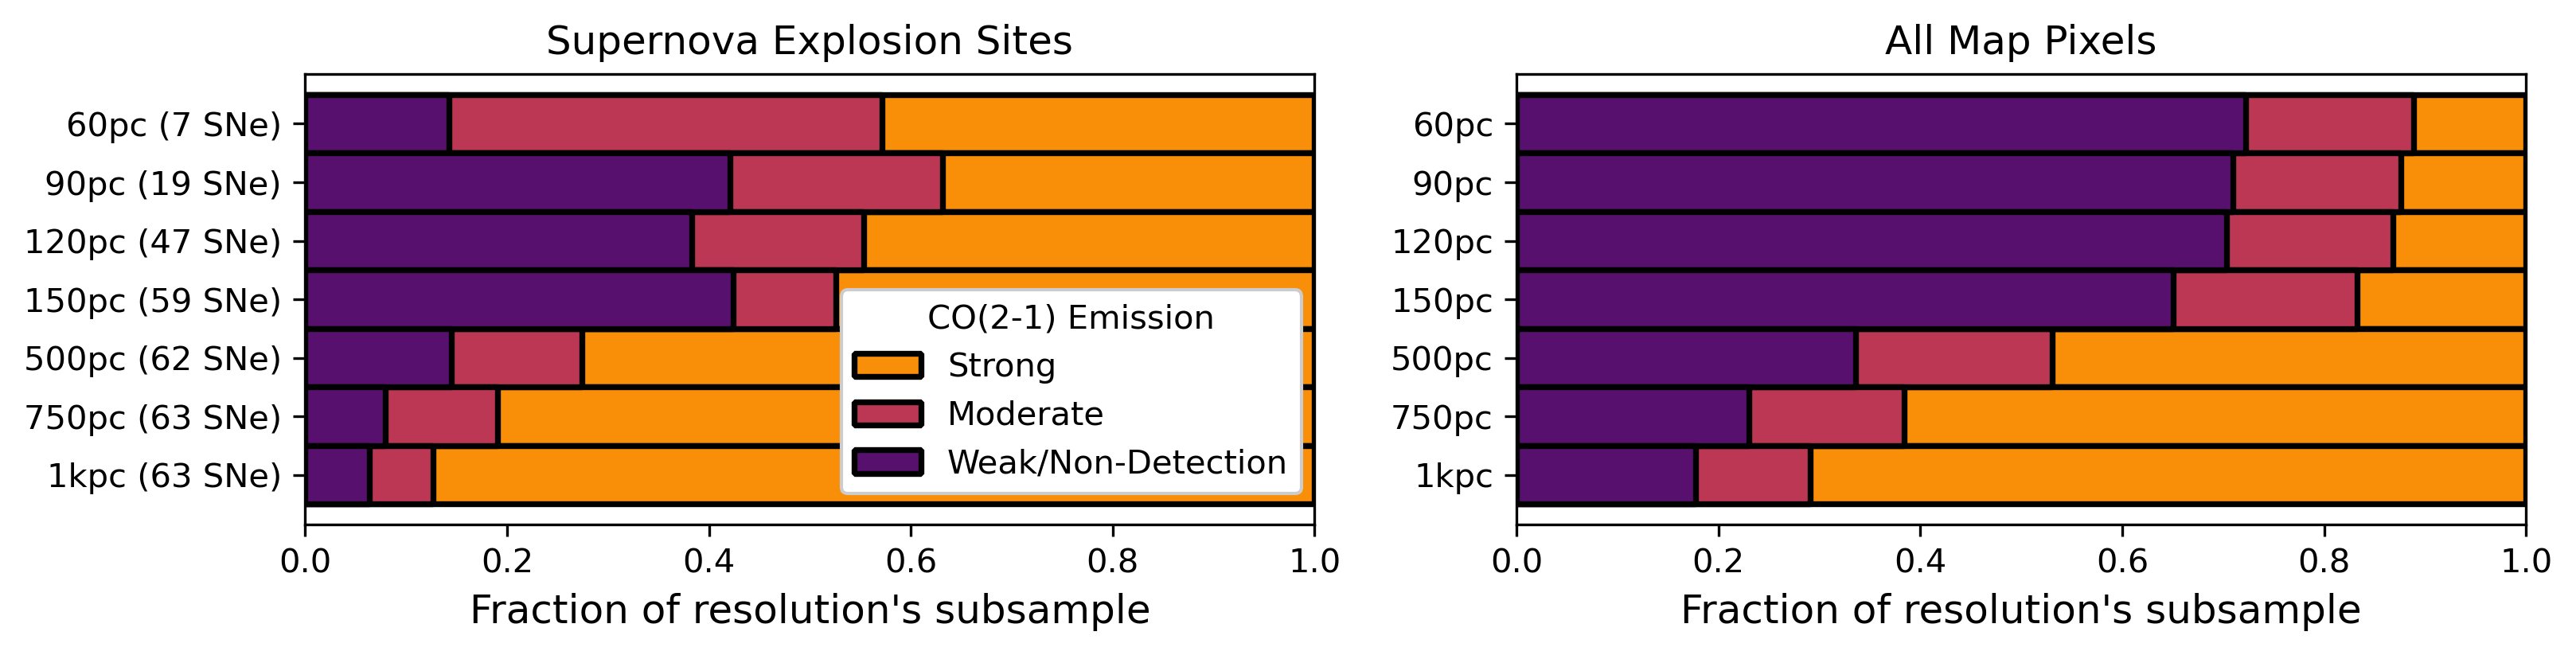 Supernova Explosion Sites
60pc (7 SNe)
90pc (19 SNe)
120pc (47 SNe)
150pc (59 SNe)
500pc (62 SNe)
750pc (63 SNe)
1kpc (63 SNe)
CO(2-1) Emission
Strong
Moderate
Weak/Non-Detection
0.0 0.2 0.4 0.6 0.8 1.0
Fraction of resolution's subsample
All Map Pixels
60pc
90pc
120pc
150pc
500pc
750pc
1kpc
0.0 0.2 0.4 0.6 0.8 1.0
Fraction of resolution's subsample